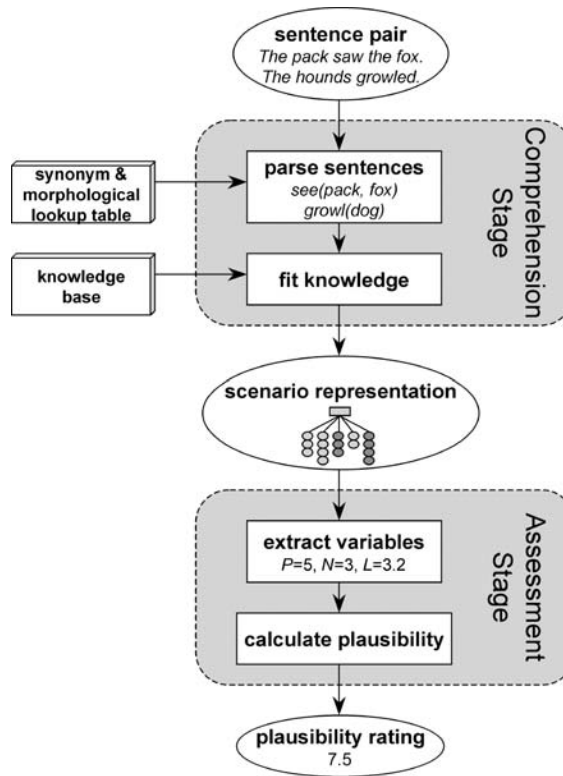 sentence pair
The pack saw the fox.
The hounds growled.
Comprehension
Stage
synonym &
morphological
lookup table
parse sentences
see(pack, fox)
growl(dog)
knowledge
base
fit knowledge
scenario representation
Assessment
Stage
extract variables
P=5, N=3, L=3.2
calculate plausibility
plausibility rating
7.5